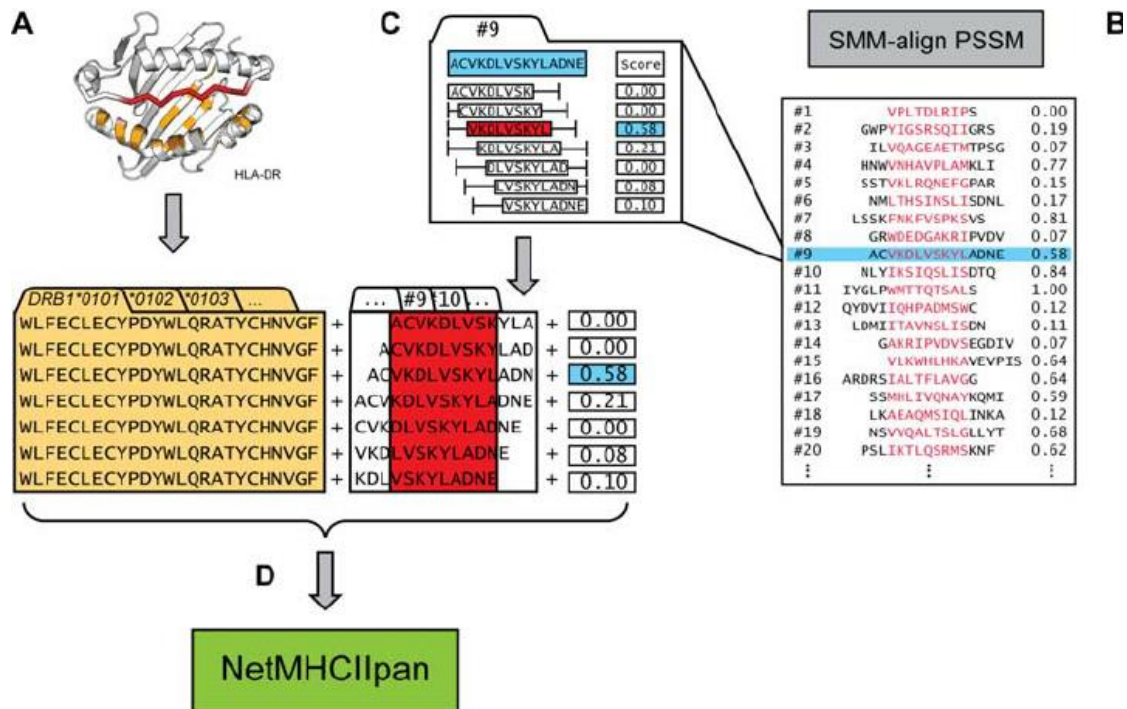 A
HLA-DR
C
#9
ACVKDLVSKYLADNE Score
ACVKDLVSK 0.00
CVKDLVSKY 0.00
VKDLVSKYL 0.58
KDLVSKYLA 0.21
DLVSKYLAD 0.00
LVSKYLADN 0.08
VSKYLADNE 0.10
SMM-align PSSM
B
#1 VPLTDLRIPS 0.00
#2 GWPYIGSRSQIIGRS 0.19
#3 ILVQAGEAETMTPSG 0.07
#4 HNWVNHAVPLAMKLI 0.77
#5 SSTVKLRQNEFGPAR 0.15
#6 NMLTHSINSLISDNL 0.17
#7 LSSKFNKFVSPKSVS 0.81
#8 GRWDEDGAKRIPVDV 0.07
#9 ACVKDLVSKYLADNE 0.58
#10 NLYIKSIQSLISDTQ 0.84
#11 IYGLPWMTTQTSALS 1.00
#12 QYDVIIQHPADMSWC 0.12
#13 LDMIITAVNSLISDN 0.11
#14 GAKRIPVDVSEGDIV 0.07
#15 VLKWHLHKAVEVPIS 0.64
#16 ARDRSIALTFLAVGG 0.64
#17 SSMHLIVQNAYKQMI 0.59
#18 LKAEAQMSIQLINKA 0.12
#19 NSVVQALTSLGLLYT 0.68
#20 PSLIKTLQSRMSKNF 0.62
DRB1*0101 *0102 *0103 ... ... #9 #10 ...
WLFECLECYPDYWLQRATYCHNVGF + ACVKDLVSKYLA + 0.00
WLFECLECYPDYWLQRATYCHNVGF + ACVKDLVSKYLAD + 0.00
WLFECLECYPDYWLQRATYCHNVGF + ACVKDLVSKYLADN + 0.58
WLFECLECYPDYWLQRATYCHNVGF + ACVKDLVSKYLADNE + 0.21
WLFECLECYPDYWLQRATYCHNVGF + CVKDLVSKYLADNE + 0.00
WLFECLECYPDYWLQRATYCHNVGF + VKDLVSKYLADNE + 0.08
WLFECLECYPDYWLQRATYCHNVGF + KDLVSKYLADNE + 0.10
D
NetMHCIIpan